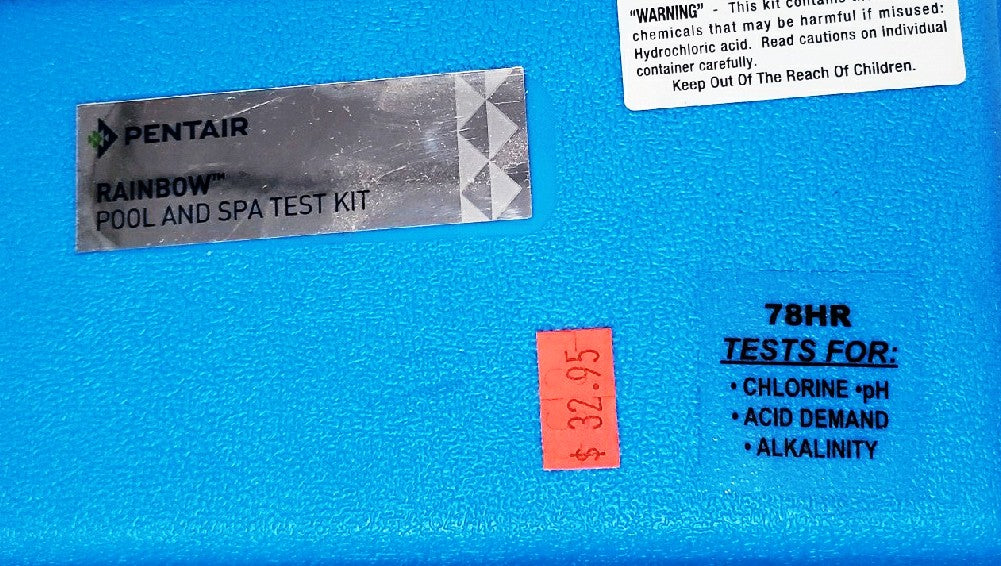 "WARNING" - This kit contains
chemicals that may be harmful if misused:
Hydrochloric acid. Read cautions on Individual
container carefully.
Keep Out Of The Reach Of Children.
PENTAIR
RAINBOW™
POOL AND SPA TEST KIT
$ 32.95
78HR
TESTS FOR:
• CHLORINE •pH
• ACID DEMAND
• ALKALINITY